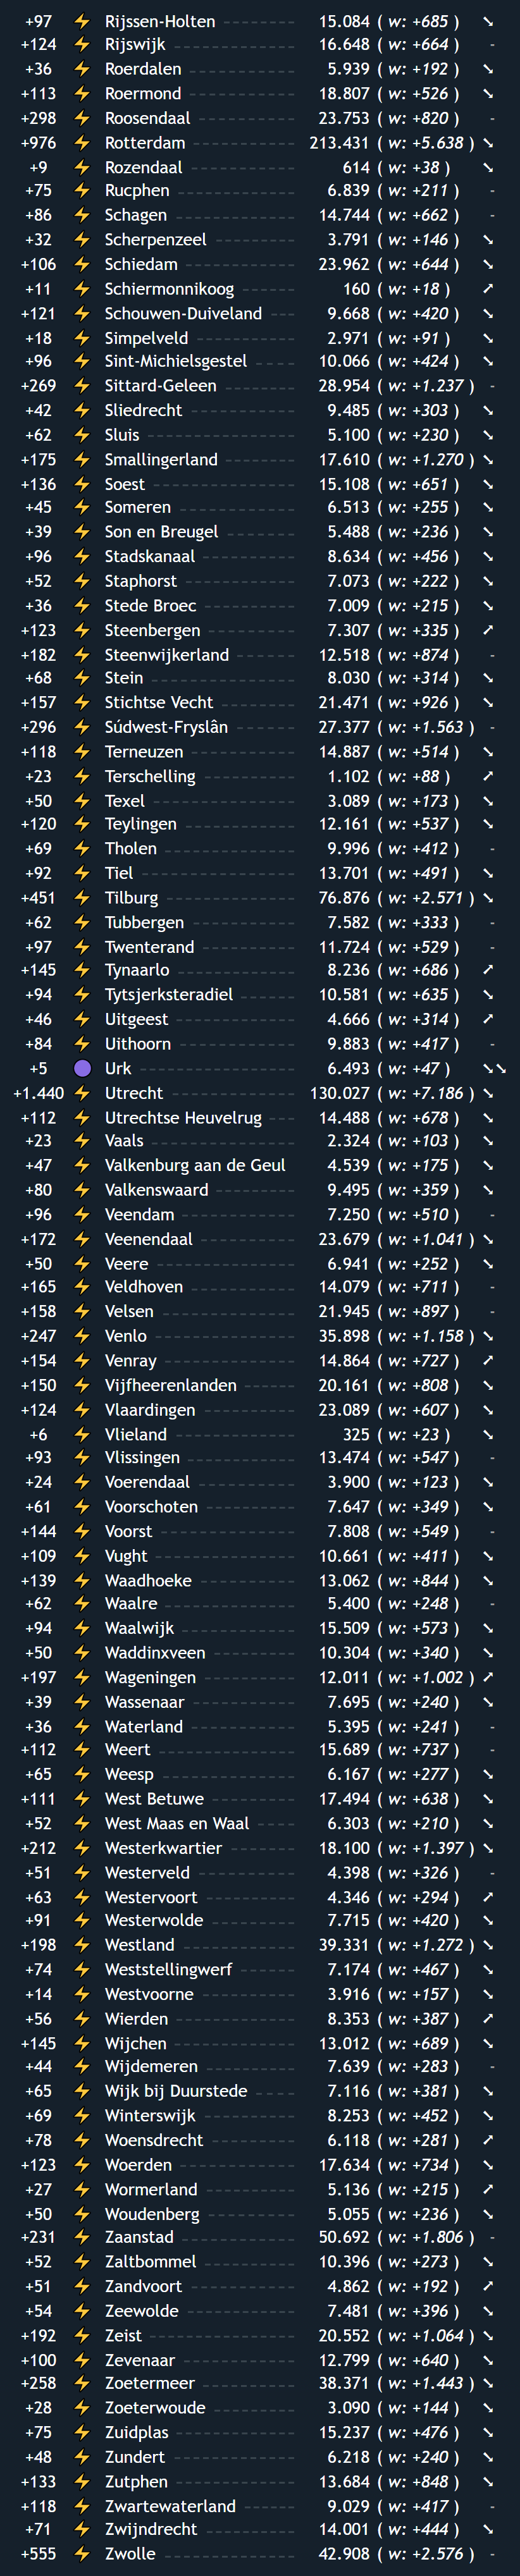 +97 ⚡ Rijssen-Holten 15.084 ( w: +685 ) ↘
+124 ⚡ Rijswijk 16.648 ( w: +664 ) -
+36 ⚡ Roerdalen 5.939 ( w: +192 ) ↘
+113 ⚡ Roermond 18.807 ( w: +526 ) ↘
+298 ⚡ Roosendaal 23.753 ( w: +820 ) -
+976 ⚡ Rotterdam 213.431 ( w: +5.638 ) ↘
+9 ⚡ Rozendaal 614 ( w: +38 ) ↘
+75 ⚡ Rucphen 6.839 ( w: +211 ) -
+86 ⚡ Schagen 14.744 ( w: +662 ) -
+32 ⚡ Scherpenzeel 3.791 ( w: +146 ) ↘
+106 ⚡ Schiedam 23.962 ( w: +644 ) ↘
+11 ⚡ Schiermonnikoog 160 ( w: +18 ) ↗
+121 ⚡ Schouwen-Duiveland 9.668 ( w: +420 ) ↘
+18 ⚡ Simpelveld 2.971 ( w: +91 ) ↘
+96 ⚡ Sint-Michielsgestel 10.066 ( w: +424 ) ↘
+269 ⚡ Sittard-Geleen 28.954 ( w: +1.237 ) -
+42 ⚡ Sliedrecht 9.485 ( w: +303 ) ↘
+62 ⚡ Sluis 5.100 ( w: +230 ) ↘
+175 ⚡ Smallingerland 17.610 ( w: +1.270 ) ↘
+136 ⚡ Soest 15.108 ( w: +651 ) ↘
+45 ⚡ Someren 6.513 ( w: +255 ) ↘
+39 ⚡ Son en Breugel 5.488 ( w: +236 ) ↘
+96 ⚡ Stadskanaal 8.634 ( w: +456 ) ↘
+52 ⚡ Staphorst 7.073 ( w: +222 ) ↘
+36 ⚡ Stede Broec 7.009 ( w: +215 ) ↘
+123 ⚡ Steenbergen 7.307 ( w: +335 ) ↗
+182 ⚡ Steenwijkerland 12.518 ( w: +874 ) -
+68 ⚡ Stein 8.030 ( w: +314 ) ↘
+157 ⚡ Stichtse Vecht 21.471 ( w: +926 ) ↘
+296 ⚡ Súdwest-Fryslân 27.377 ( w: +1.563 ) -
+118 ⚡ Terneuzen 14.887 ( w: +514 ) ↘
+23 ⚡ Terschelling 1.102 ( w: +88 ) ↗
+50 ⚡ Texel 3.089 ( w: +173 ) ↘
+120 ⚡ Teylingen 12.161 ( w: +537 ) ↘
+69 ⚡ Tholen 9.996 ( w: +412 ) -
+92 ⚡ Tiel 13.701 ( w: +491 ) ↘
+451 ⚡ Tilburg 76.876 ( w: +2.571 ) ↘
+62 ⚡ Tubbergen 7.582 ( w: +333 ) -
+97 ⚡ Twenterand 11.724 ( w: +529 ) -
+145 ⚡ Tynaarlo 8.236 ( w: +686 ) ↗
+94 ⚡ Tytsjerksteradiel 10.581 ( w: +635 ) ↘
+46 ⚡ Uitgeest 4.666 ( w: +314 ) ↗
+84 ⚡ Uithoorn 9.883 ( w: +417 ) -
+5 🟣 Urk 6.493 ( w: +47 ) ↘↘
+1.440 ⚡ Utrecht 130.027 ( w: +7.186 ) ↘
+112 ⚡ Utrechtse Heuvelrug 14.488 ( w: +678 ) ↘
+23 ⚡ Vaals 2.324 ( w: +103 ) ↘
+47 ⚡ Valkenburg aan de Geul 4.539 ( w: +175 ) ↘
+80 ⚡ Valkenswaard 9.495 ( w: +359 ) ↘
+96 ⚡ Veendam 7.250 ( w: +510 ) -
+172 ⚡ Veenendaal 23.679 ( w: +1.041 ) ↘
+50 ⚡ Veere 6.941 ( w: +252 ) ↘
+165 ⚡ Veldhoven 14.079 ( w: +711 ) -
+158 ⚡ Velsen 21.945 ( w: +897 ) -
+247 ⚡ Venlo 35.898 ( w: +1.158 ) ↘
+154 ⚡ Venray 14.864 ( w: +727 ) ↗
+150 ⚡ Vijfheerenlanden 20.161 ( w: +808 ) ↘
+124 ⚡ Vlaardingen 23.089 ( w: +607 ) ↘
+6 ⚡ Vlieland 325 ( w: +23 ) ↘
+93 ⚡ Vlissingen 13.474 ( w: +547 ) -
+24 ⚡ Voerendaal 3.900 ( w: +123 ) ↘
+61 ⚡ Voorschoten 7.647 ( w: +349 ) ↘
+144 ⚡ Voorst 7.808 ( w: +549 ) -
+109 ⚡ Vught 10.661 ( w: +411 ) ↘
+139 ⚡ Waadhoeke 13.062 ( w: +844 ) ↘
+62 ⚡ Waalre 5.400 ( w: +248 ) -
+94 ⚡ Waalwijk 15.509 ( w: +573 ) ↘
+50 ⚡ Waddinxveen 10.304 ( w: +340 ) ↘
+197 ⚡ Wageningen 12.011 ( w: +1.002 ) ↗
+39 ⚡ Wassenaar 7.695 ( w: +240 ) ↘
+36 ⚡ Waterland 5.395 ( w: +241 ) -
+112 ⚡ Weert 15.689 ( w: +737 ) -
+65 ⚡ Weesp 6.167 ( w: +277 ) ↘
+111 ⚡ West Betuwe 17.494 ( w: +638 ) ↘
+52 ⚡ West Maas en Waal 6.303 ( w: +210 ) ↘
+212 ⚡ Westerkwartier 18.100 ( w: +1.397 ) ↘
+51 ⚡ Westerveld 4.398 ( w: +326 ) -
+63 ⚡ Westervoort 4.346 ( w: +294 ) ↗
+91 ⚡ Westerwolde 7.715 ( w: +420 ) ↘
+198 ⚡ Westland 39.331 ( w: +1.272 ) ↘
+74 ⚡ Weststellingwerf 7.174 ( w: +467 ) ↘
+14 ⚡ Westvoorne 3.916 ( w: +157 ) ↘
+56 ⚡ Wierden 8.353 ( w: +387 ) ↗
+145 ⚡ Wijchen 13.012 ( w: +689 ) ↘
+44 ⚡ Wijdemeren 7.639 ( w: +283 ) -
+65 ⚡ Wijk bij Duurstede 7.116 ( w: +381 ) ↘
+69 ⚡ Winterswijk 8.253 ( w: +452 ) ↘
+78 ⚡ Woensdrecht 6.118 ( w: +281 ) ↗
+123 ⚡ Woerden 17.634 ( w: +734 ) ↘
+27 ⚡ Wormerland 5.136 ( w: +215 ) ↗
+50 ⚡ Woudenberg 5.055 ( w: +236 ) ↘
+231 ⚡ Zaanstad 50.692 ( w: +1.806 ) -
+52 ⚡ Zaltbommel 10.396 ( w: +273 ) ↘
+51 ⚡ Zandvoort 4.862 ( w: +192 ) ↗
+54 ⚡ Zeewolde 7.481 ( w: +396 ) ↘
+192 ⚡ Zeist 20.552 ( w: +1.064 ) ↘
+100 ⚡ Zevenaar 12.799 ( w: +640 ) ↘
+258 ⚡ Zoetermeer 38.371 ( w: +1.443 ) ↘
+28 ⚡ Zoeterwoude 3.090 ( w: +144 ) ↘
+75 ⚡ Zuidplas 15.237 ( w: +476 ) ↘
+48 ⚡ Zundert 6.218 ( w: +240 ) ↘
+133 ⚡ Zutphen 13.684 ( w: +848 ) ↘
+118 ⚡ Zwartewaterland 9.029 ( w: +417 ) -
+71 ⚡ Zwijndrecht 14.001 ( w: +444 ) ↘
+555 ⚡ Zwolle 42.908 ( w: +2.576 ) -